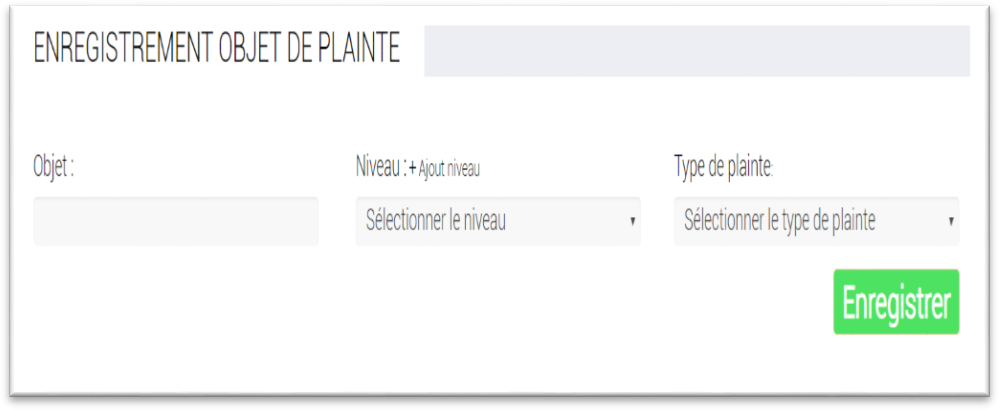 ENREGISTREMENT OBJET DE PLAINTE
Objet : Niveau : + Ajout niveau Type de plainte:
Sélectionner le niveau Sélectionner le type de plainte
Enregistrer